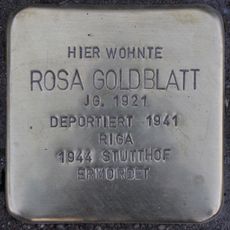 HIER WOHNTE
ROSA GOLDBLATT
JG. 1921
DEPORTIERT 1941
RIGA
1944 STUTTHOF
ERMORDET